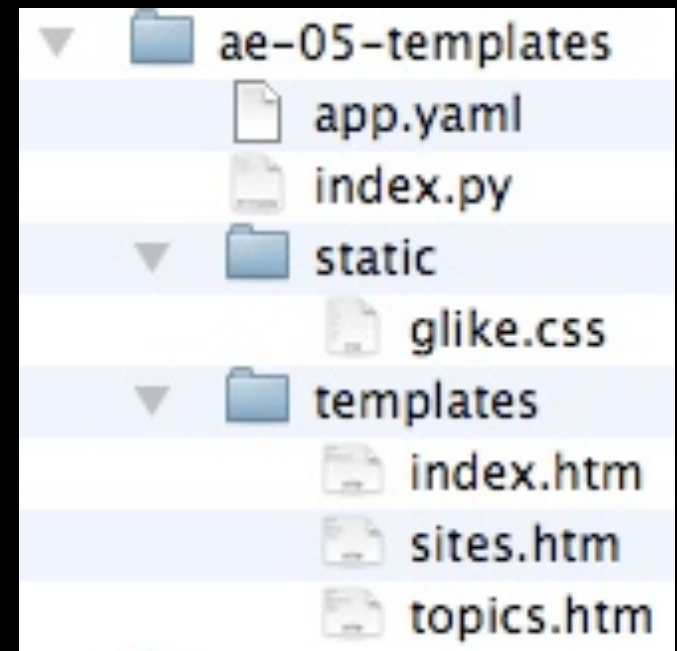 ae-05-templates
app.yaml
index.py
static
glike.css
templates
index.htm
sites.htm
topics.htm